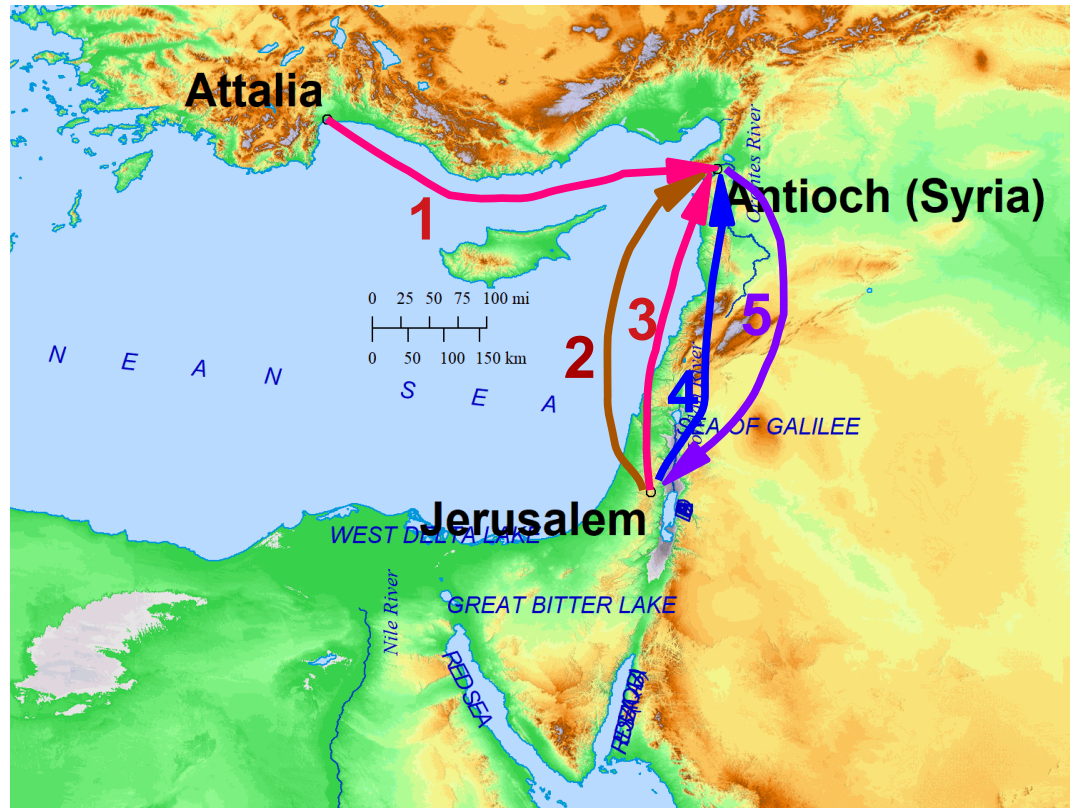 Attalia
Orontes River
Antioch (Syria)
1
0 25 50 75 100 mi
0 50 100 150 km
2
3
4
5
N E A N
S E A
SEA OF GALILEE
Jerusalem
WEST DELTA LAKE
Nile River
GREAT BITTER LAKE
RED SEA